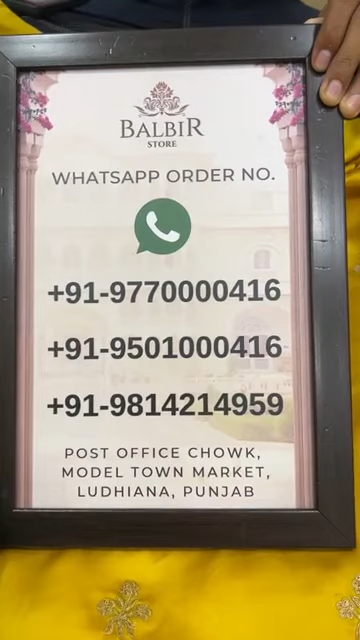 BALBIR
STORE
WHATSAPP ORDER NO.
+91-9770000416
+91-9501000416
+91-9814214959
POST OFFICE CHOWK,
MODEL TOWN MARKET,
LUDHIANA, PUNJAB